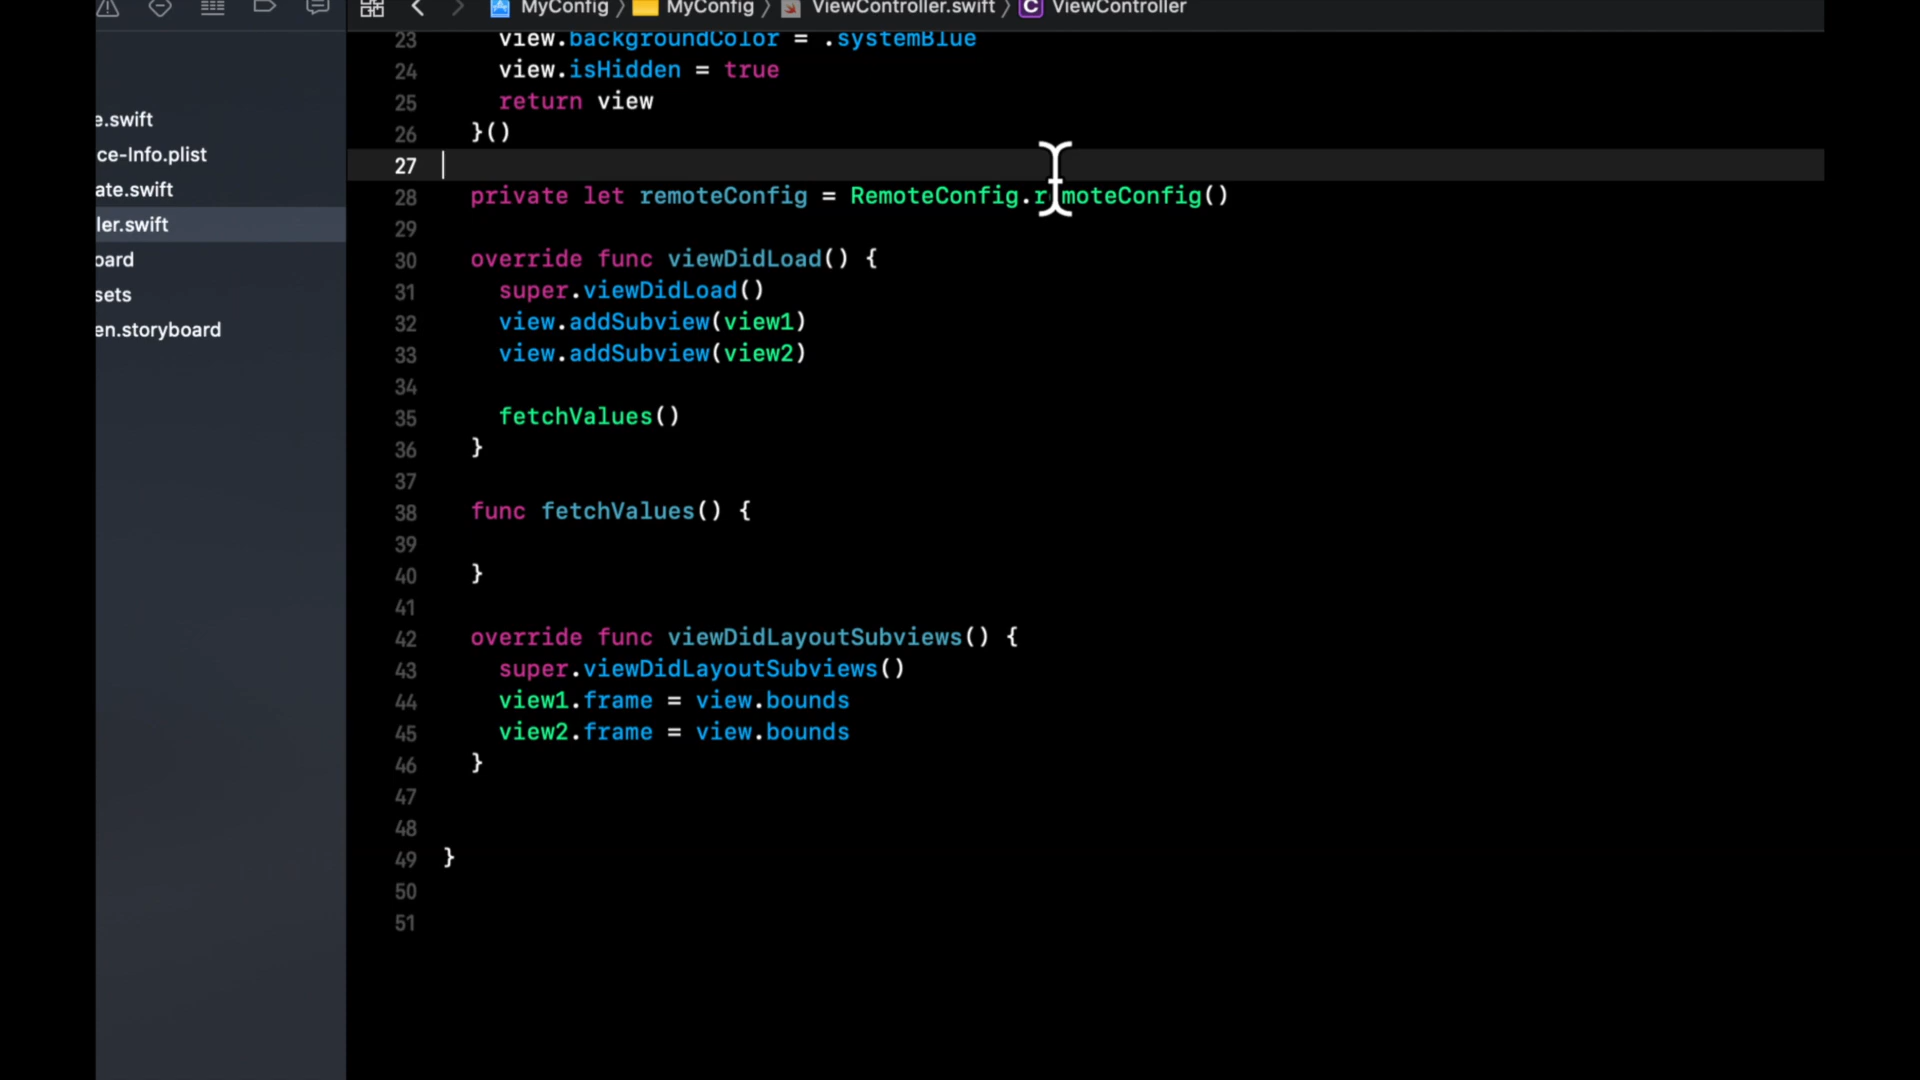 MyConfig 〉 MyConfig 〉 ViewController.swift 〉 C ViewController
e.swift
ce-Info.plist
ate.swift
ler.swift
oard
sets
en.storyboard
23 view.backgroundColor = .systemBlue
24 view.isHidden = true
25 return view
26 }()
27
28 private let remoteConfig = RemoteConfig.remoteConfig()
29
30 override func viewDidLoad() {
31 super.viewDidLoad()
32 view.addSubview(view1)
33 view.addSubview(view2)
34
35 fetchValues()
36 }
37
38 func fetchValues() {
39
40 }
41
42 override func viewDidLayoutSubviews() {
43 super.viewDidLayoutSubviews()
44 view1.frame = view.bounds
45 view2.frame = view.bounds
46 }
47
48
49 }
50
51